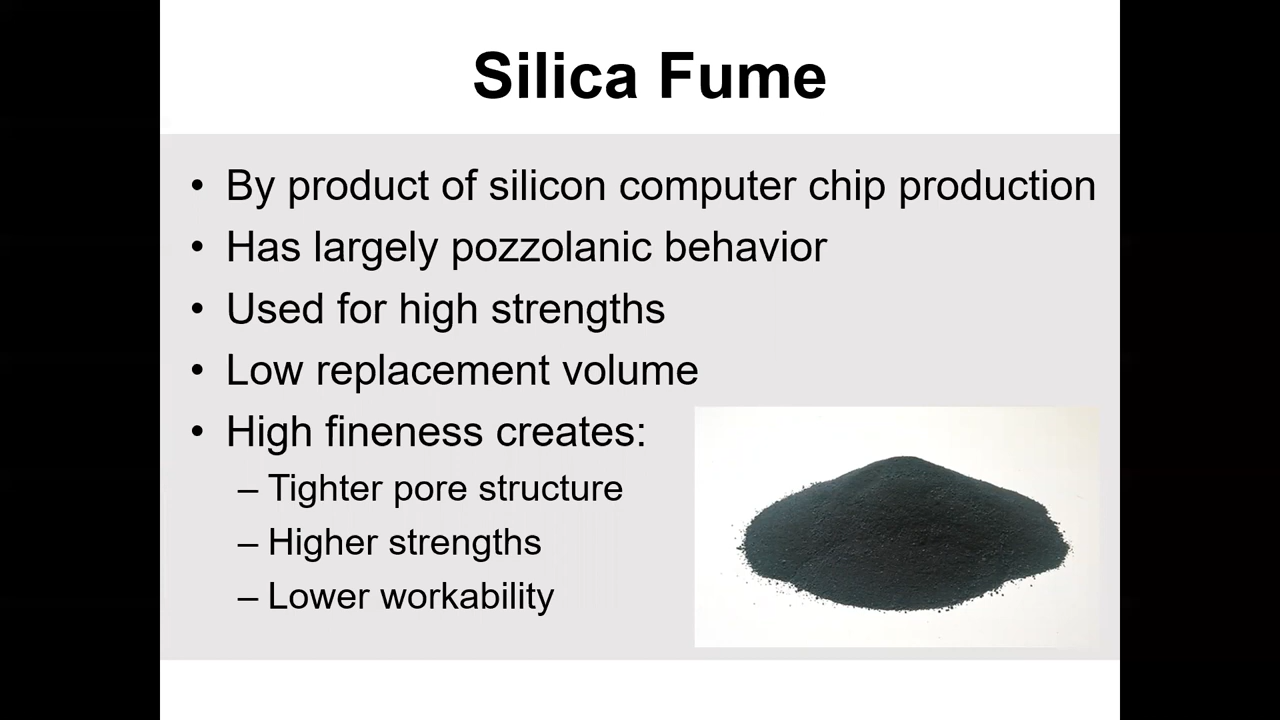 Silica Fume
• By product of silicon computer chip production
• Has largely pozzolanic behavior
• Used for high strengths
• Low replacement volume
• High fineness creates:
– Tighter pore structure
– Higher strengths
– Lower workability